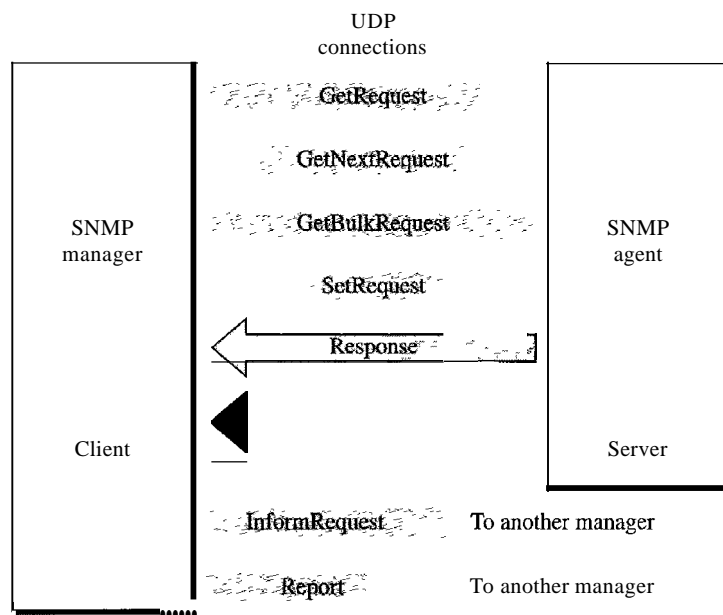 UDP
connections
GetRequest
GetNextRequest
SNMP
manager
GetBulkRequest
SNMP
agent
SetRequest
Response
Client
Server
InformRequest
To another manager
Report
To another manager